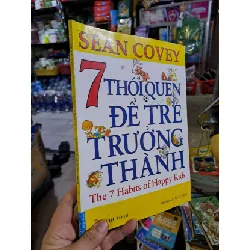 SEAN COVEY
7 THÓI QUEN
ĐỂ TRẺ
TRƯỞNG
THÀNH
The 7 Habits of Happy Kids